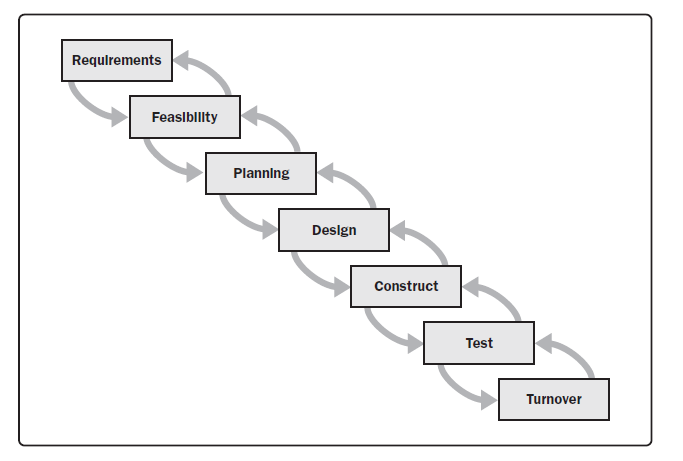 Requirements
Feasibility
Planning
Design
Construct
Test
Turnover